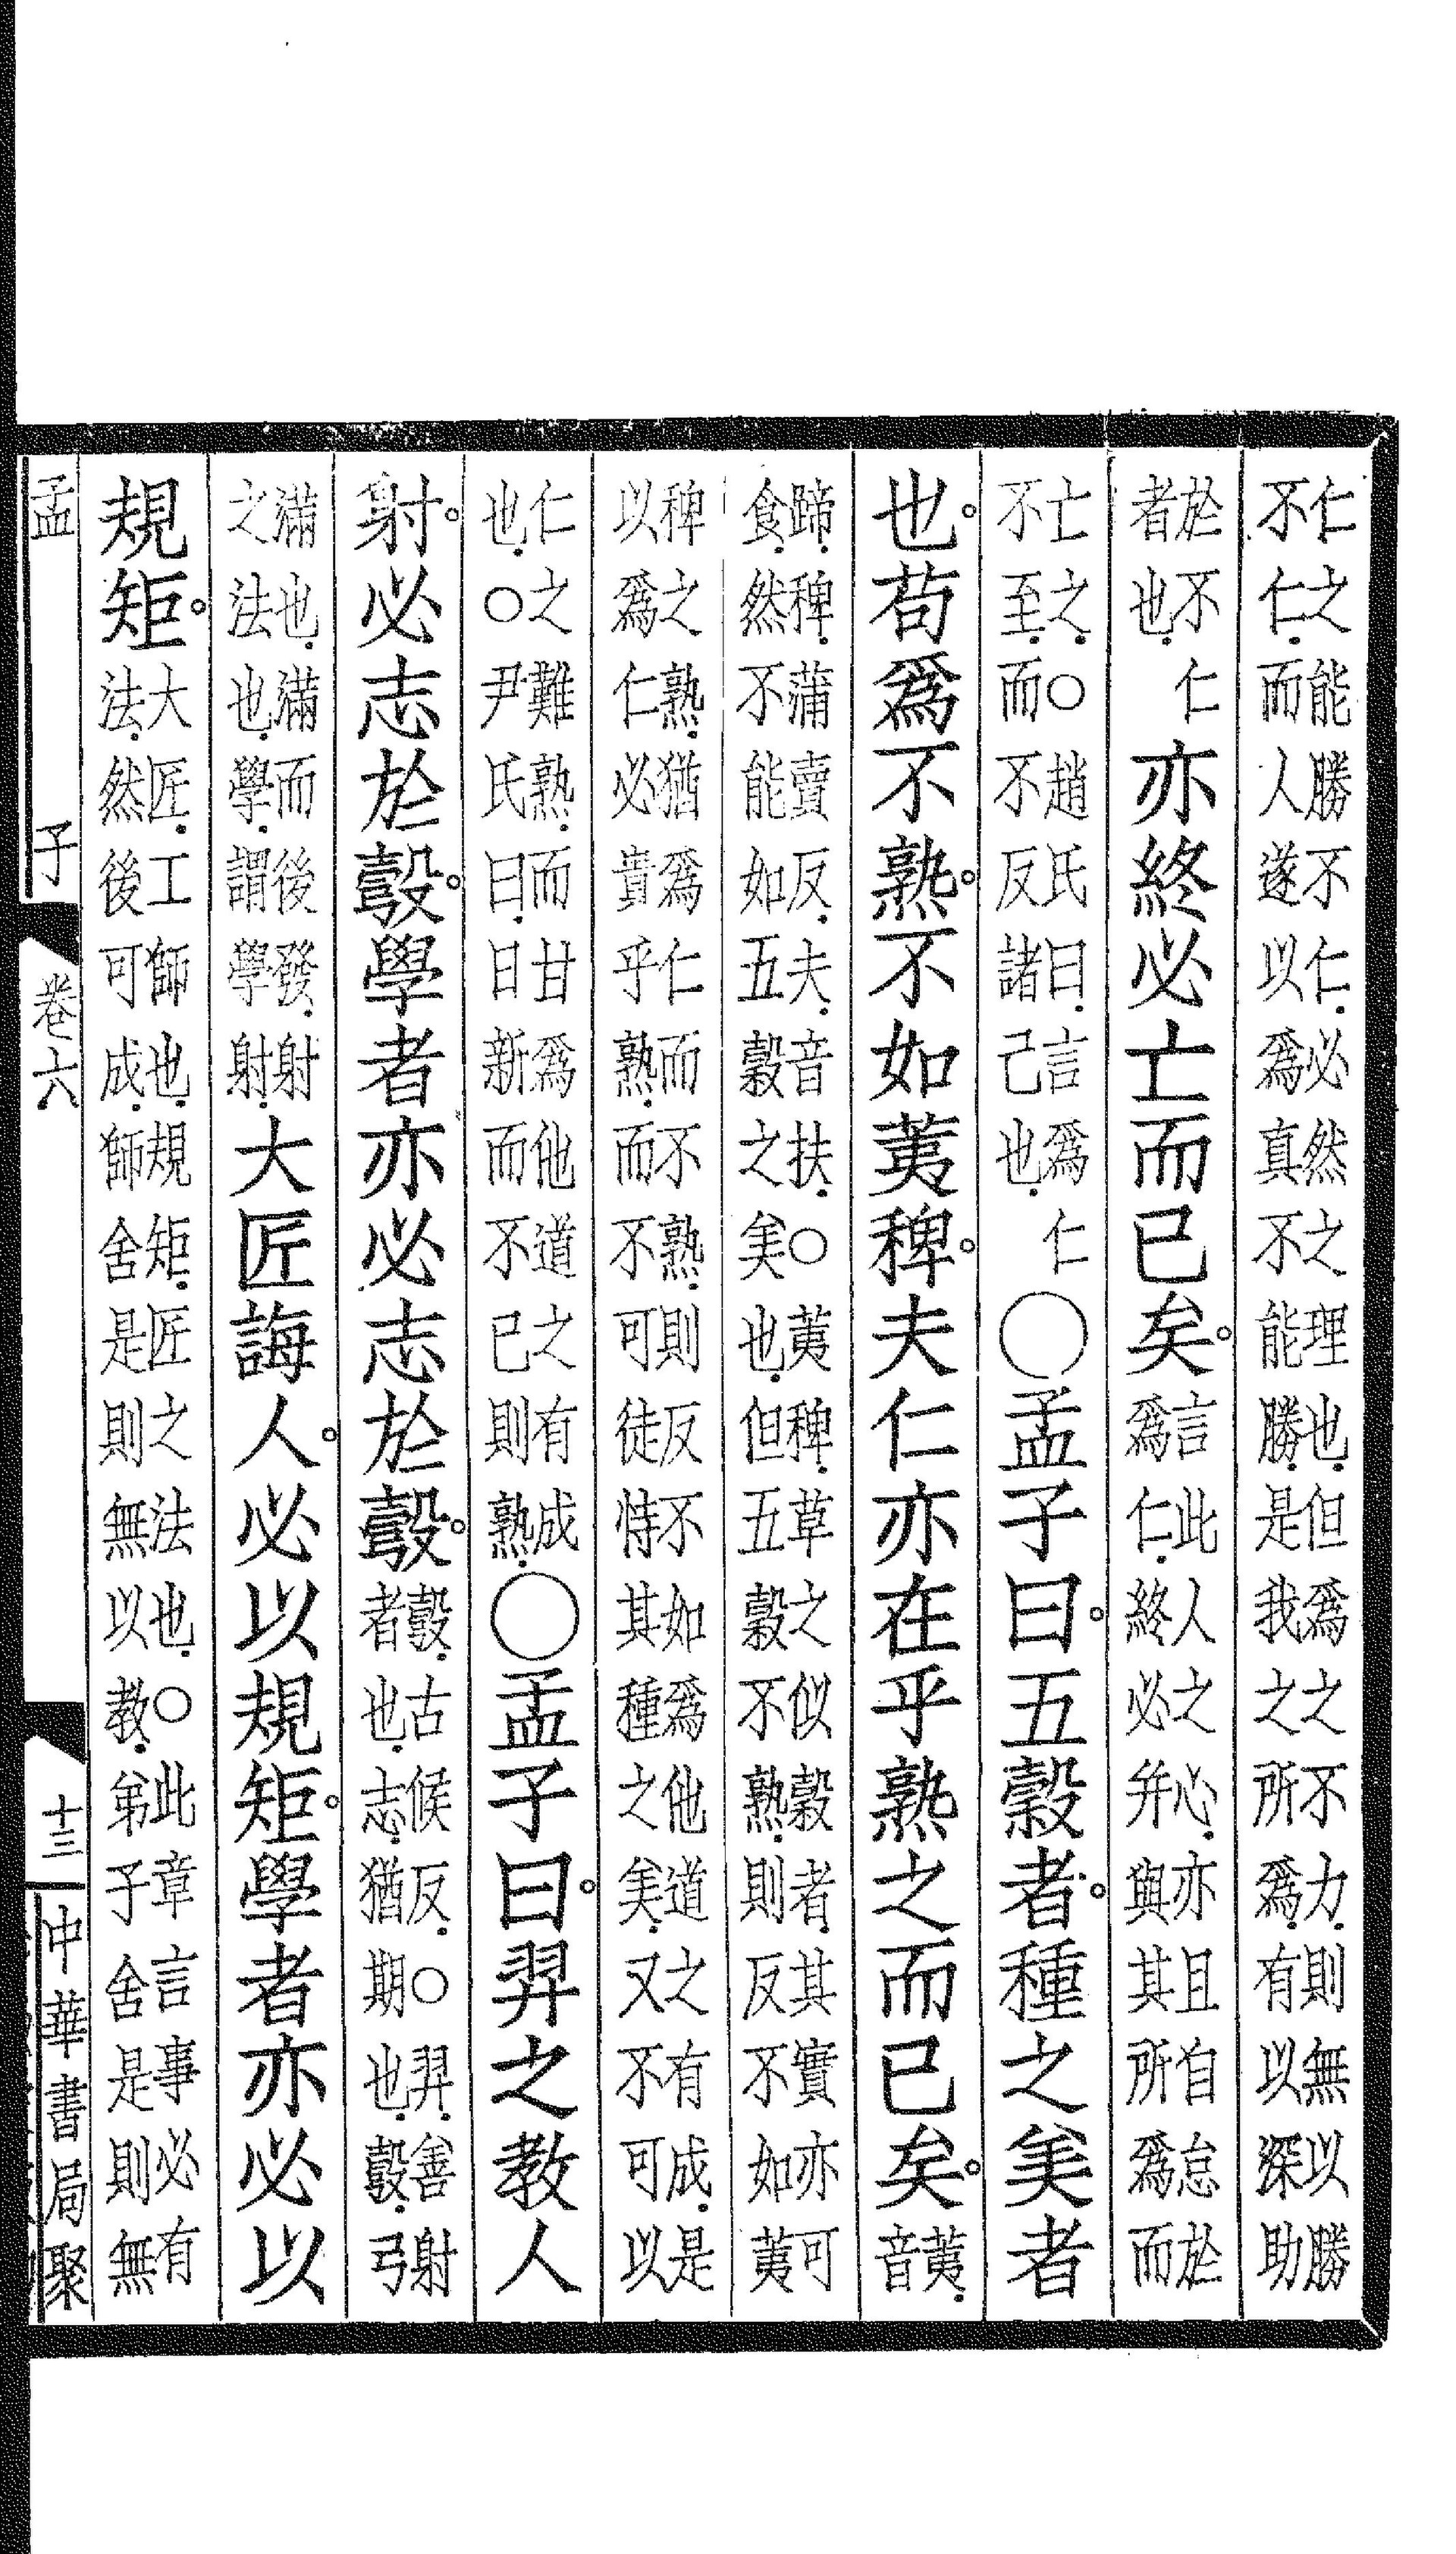 仁之能勝不仁.必然之理也.但爲之不力.則無以勝
不仁.而人遂以爲真不能勝.是我之所爲.有以深助
於不仁
者也.
亦終必亡而已矣。
言此人之心.亦且自怠於
爲仁.終必并與其所爲而
亡之.○趙氏曰.言爲仁
不至.而不反諸己也.
○孟子曰。五穀者。種之美者
也。苟爲不熟。不如荑稗。夫仁亦在乎熟之而已矣。
荑.
音
蹄.稗.蒲賣反.夫.音扶.○荑稗.草之似穀者.其實亦可
食.然不能如五穀之美也.但五穀不熟.則反不如荑
稗之熟.猶爲仁而不熟.則反不如爲他道之有成.是
以爲仁必貴乎熟.而不可徒恃其種之美.又不可以
仁之難熟.而甘爲他道之有成
也.○尹氏曰.日新而不已則熟.
○孟子曰。羿之教人
射。必志於彀。學者亦必志於彀。
彀.古候反.○羿.善射
者也.志.猶期也.彀.弓
滿也.滿而後發.射
之法也.學.謂學射.
大匠誨人。必以規矩。學者亦必以
規矩。
大匠.工師也.規矩.匠之法也.○此章言事必有
法.然後可成.師舍是則無以教.弟子舍是則無
孟子
卷六
十三
中華書局聚